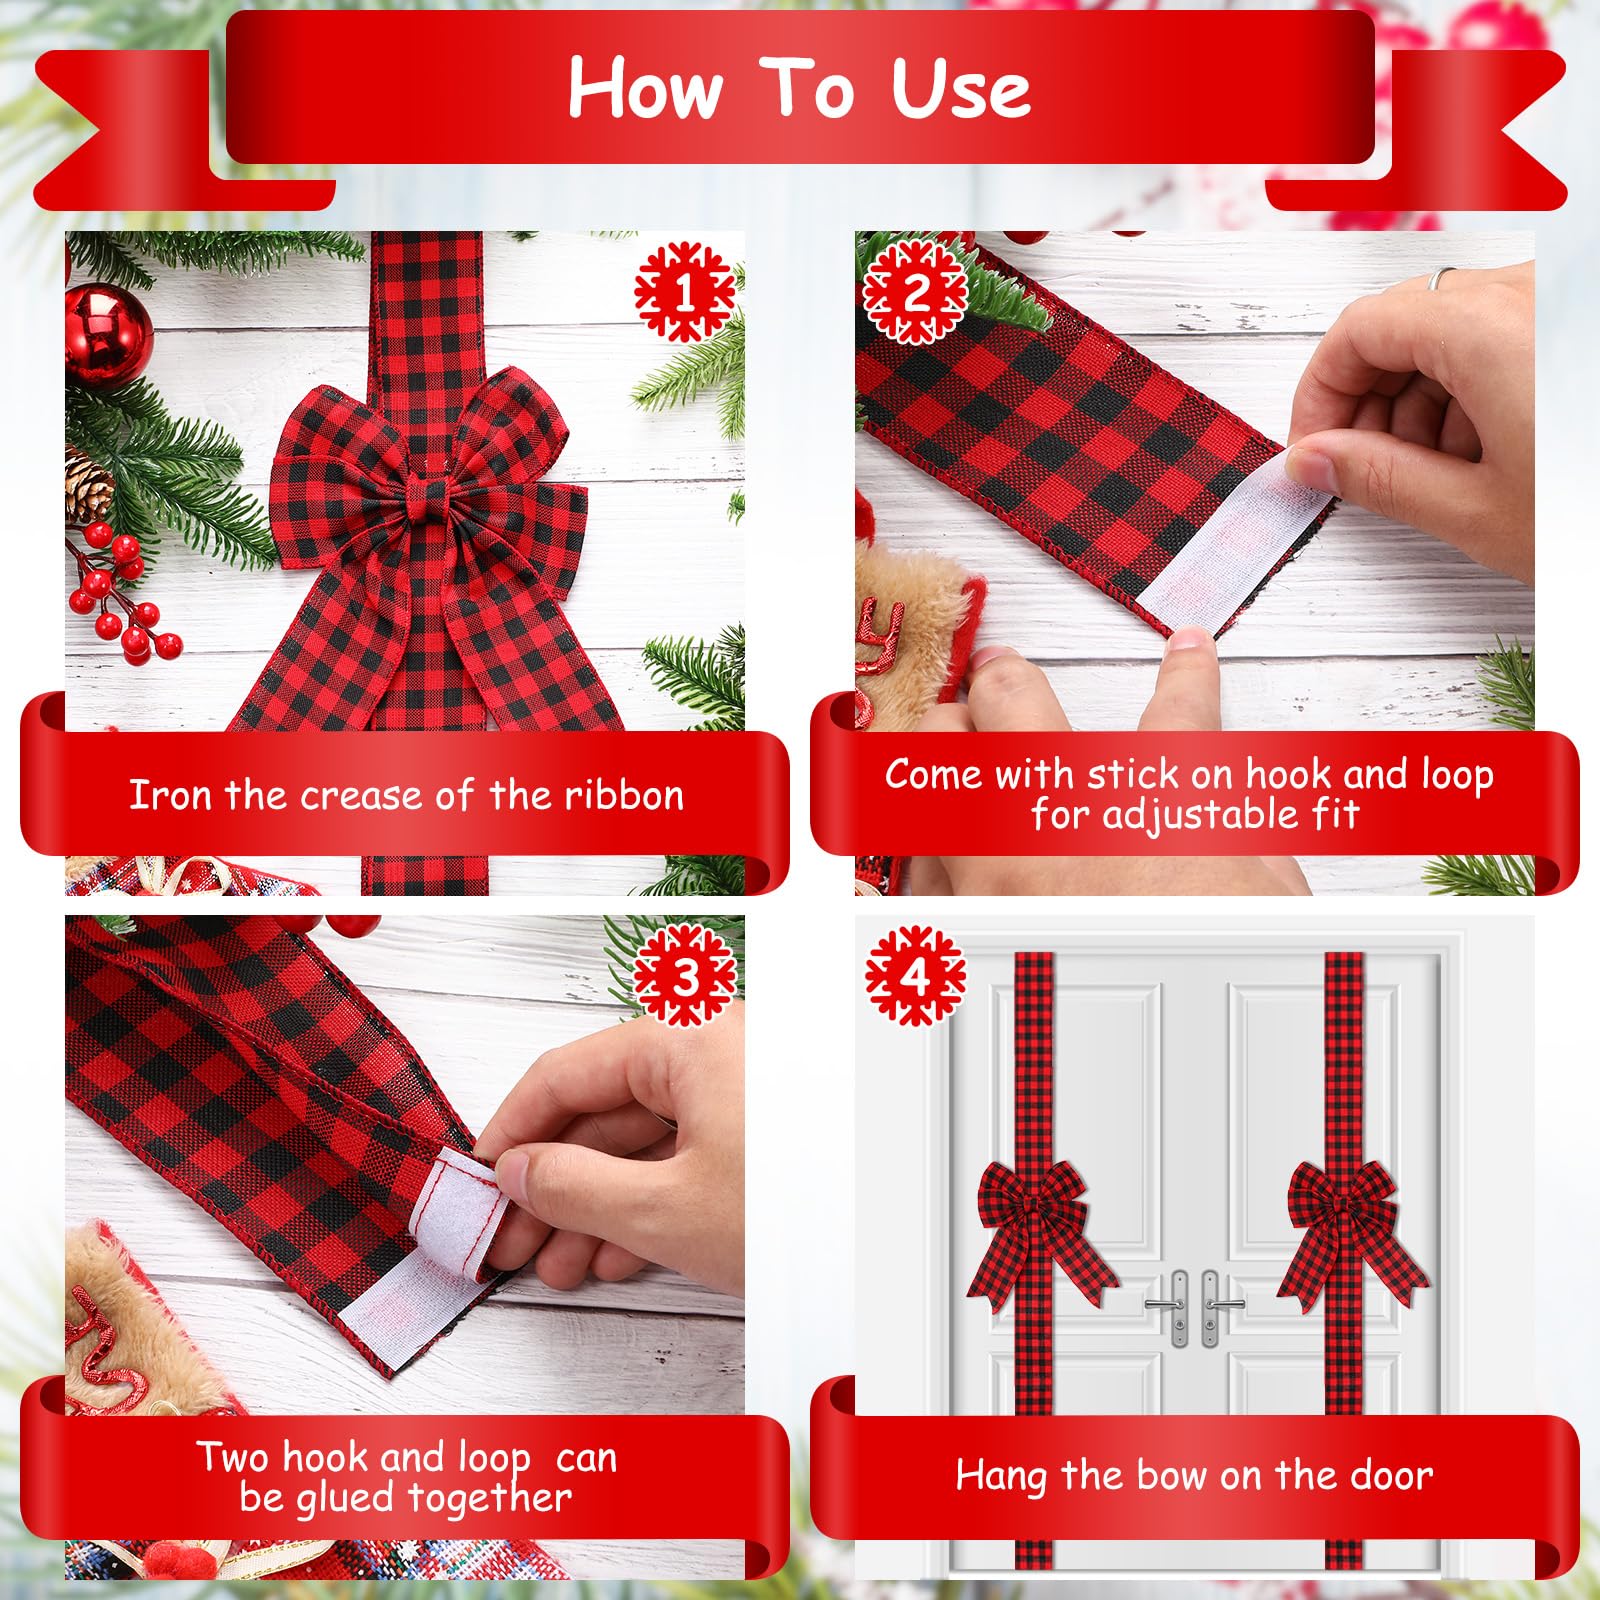 How To Use
1
Iron the crease of the ribbon
2
Come with stick on hook and loop
for adjustable fit
3
Two hook and loop can
be glued together
4
Hang the bow on the door